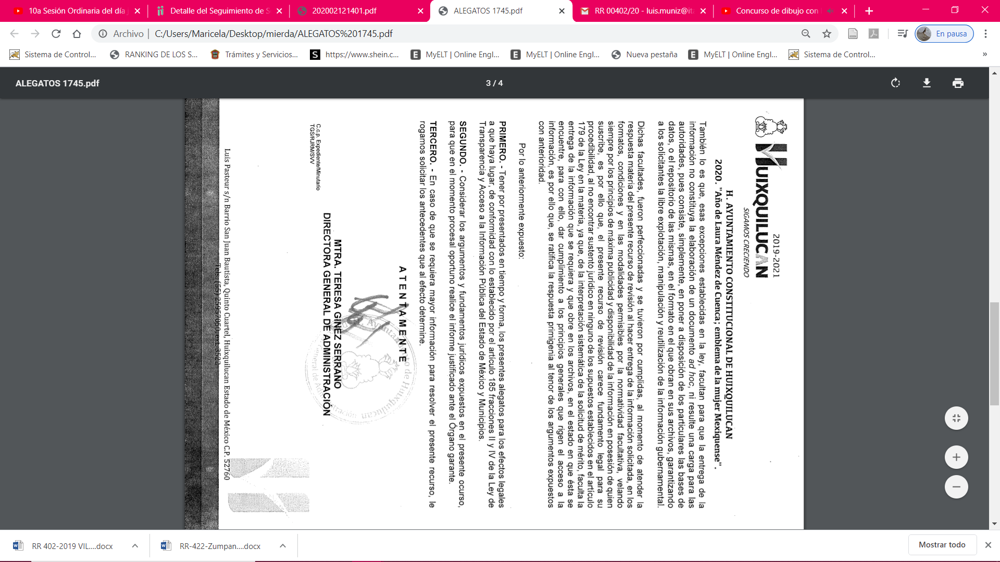 10a Sesión Ordinaria del día j
Detalle del Seguimiento de S
202002121401.pdf
ALEGATOS 1745.pdf
RR 00402/20 - luis.muniz@it
Concurso de dibujo con
Archivo
C:/Users/Maricela/Desktop/mierda/ALEGATOS%201745.pdf
En pausa
Sistema de Control...
RANKING DE LOS S...
Trámites y Servicios...
https://www.shein.c...
MyELT | Online Engl...
MyELT | Online Engl...
Nueva pestaña
MyELT | Online Engl...
Sistema de Control...
»
ALEGATOS 1745.pdf
3 / 4
2019-2021
HUIXQUILUCAN
SIGAMOS CRECIENDO
H. AYUNTAMIENTO CONSTITUCIONAL DE HUIXQUILUCAN
2020. "Año de Laura Méndez de Cuenca; emblema de la mujer Mexiquense".
También lo es que, esas excepciones establecidas en la ley, facultan para que la entrega de la
información no constituya la elaboración de un documento ad hoc, ni resulte una carga para las
autoridades, pues consiste, simplemente, en poner a disposición de los particulares las bases de
datos, o el repositorio de las mismas, en el formato en el que obran en sus archivos, garantizando
a los solicitantes la libre explotación, manipulación y reutilización de la información gubernamental.
Dichas facultades, fueron perfeccionadas y se tuvieron por cumplidas, al momento de atender la
respuesta materia del presente recurso de revisión al hacer entrega de la información solicitada, en los
formatos, condiciones y en las modalidades permisibles por la normatividad facultativa, velando
siempre por los principios de máxima publicidad y disponibilidad de la información en posesión de quien
suscribe, es por ello que, el presente recurso de revisión carece fundamento legal para su
procedibilidad, al no encontrar sustento jurídico en ninguno de los supuestos establecidos en el artículo
179 de la Ley en la materia, ya que, de la interpretación sistemática de la solicitud de mérito, faculta la
entrega de la información que se requiera y que obre en los archivos, en el estado en que ésta se
encuentre, para con ello, dar cumplimiento a los principios generales que rigen el acceso a la
información, es por ello que, se ratifica la respuesta primigenia al tenor de los argumentos expuestos
con anterioridad.
Por lo anteriormente expuesto:
PRIMERO. - Tener por presentados en tiempo y forma, los presentes alegatos para los efectos legales
a que haya lugar, de conformidad con lo establecido por el artículo 185 fracciones II y IV de la Ley de
Transparencia y Acceso a la Información Pública del Estado de México y Municipios.
SEGUNDO. - Considerar los argumentos y fundamentos jurídicos expuestos en el presente ocurso,
para que en el momento procesal oportuno realice el informe justificado ante el Órgano garante.
TERCERO. - En caso de que se requiera mayor información para resolver el presente recurso, le
rogamos solicitar los antecedentes que al efecto determine.
A T E N T A M E N T E
MTRA. TERESA GINEZ SERRANO
DIRECTORA GENERAL DE ADMINISTRACIÓN
C.c.p. Expediente/Minutario
TGS/RJRM/SVV
Luis Pasteur s/n Barrio San Juan Bautista, Quinto Cuartel, Huixquilucan Estado de México C.P. 52760
Tels: (55) 25957050, ext. 3522
RR 402-2019 VIL....docx
RR-422-Zumpan....docx
Mostrar todo